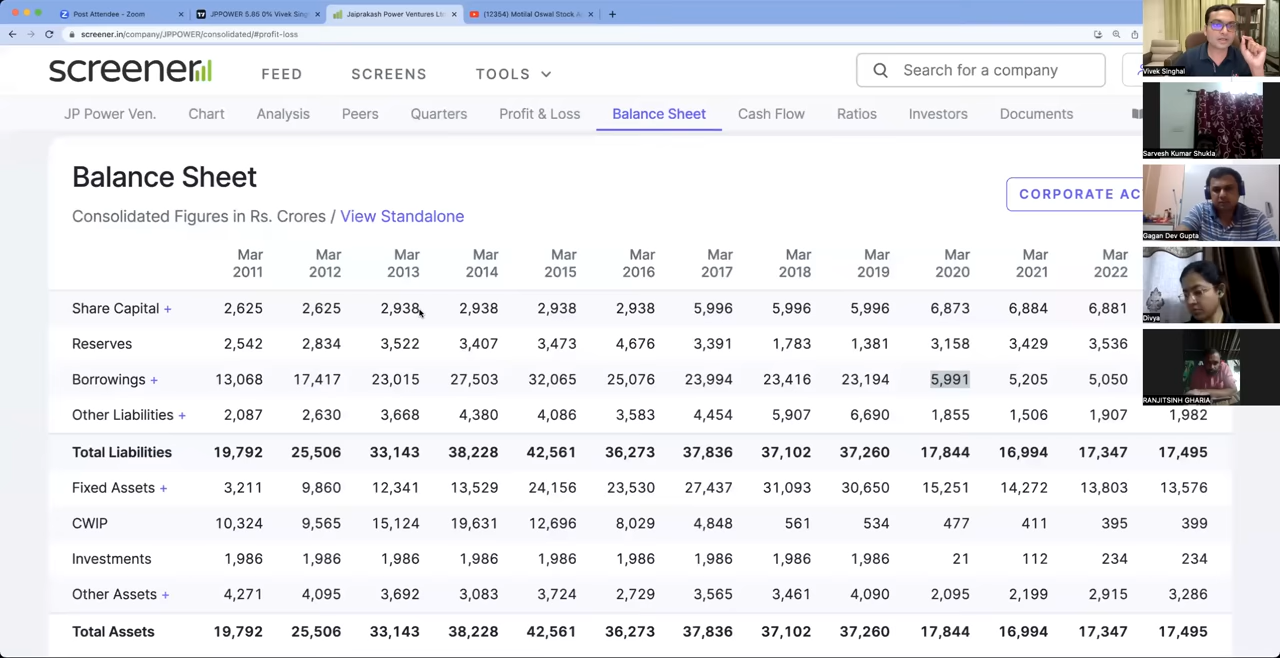 Post Attendee - Zoom
JPPOWER 5.85 0% Vivek Sing
Jaiprakash Power Ventures Lt
(12354) Motilal Oswal Stock A
screener.in/company/JPPOWER/consolidated/#profit-loss
screener
FEED
SCREENS
TOOLS
Search for a company
JP Power Ven. Chart Analysis Peers Quarters Profit & Loss Balance Sheet Cash Flow Ratios Investors Documents
Balance Sheet
Consolidated Figures in Rs. Crores / View Standalone
CORPORATE AC
Mar Mar Mar Mar Mar Mar Mar Mar Mar Mar Mar Mar
2011 2012 2013 2014 2015 2016 2017 2018 2019 2020 2021 2022
Share Capital + 2,625 2,625 2,938 2,938 2,938 2,938 5,996 5,996 5,996 6,873 6,884 6,881
Reserves 2,542 2,834 3,522 3,407 3,473 4,676 3,391 1,783 1,381 3,158 3,429 3,536
Borrowings + 13,068 17,417 23,015 27,503 32,065 25,076 23,994 23,416 23,194 5,991 5,205 5,050
Other Liabilities + 2,087 2,630 3,668 4,380 4,086 3,583 4,454 5,907 6,690 1,855 1,506 1,907 1,982
Total Liabilities 19,792 25,506 33,143 38,228 42,561 36,273 37,836 37,102 37,260 17,844 16,994 17,347 17,495
Fixed Assets + 3,211 9,860 12,341 13,529 24,156 23,530 27,437 31,093 30,650 15,251 14,272 13,803 13,576
CWIP 10,324 9,565 15,124 19,631 12,696 8,029 4,848 561 534 477 411 395 399
Investments 1,986 1,986 1,986 1,986 1,986 1,986 1,986 1,986 1,986 21 112 234 234
Other Assets + 4,271 4,095 3,692 3,083 3,724 2,729 3,565 3,461 4,090 2,095 2,199 2,915 3,286
Total Assets 19,792 25,506 33,143 38,228 42,561 36,273 37,836 37,102 37,260 17,844 16,994 17,347 17,495
Vivek Singhal
Sarvesh Kumar Shukla
Gagan Dev Gupta
Divya
RANJITSINH GHARIA